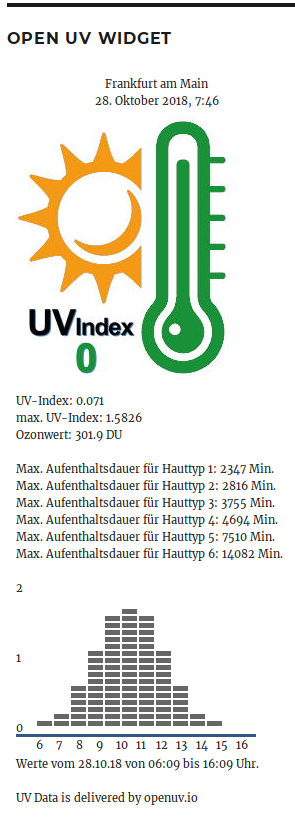 OPEN UV WIDGET
Frankfurt am Main
28. Oktober 2018, 7:46
UVIndex
0
UV-Index: 0.071
max. UV-Index: 1.5826
Ozonwert: 301.9 DU
Max. Aufenthaltsdauer für Hauttyp 1: 2347 Min.
Max. Aufenthaltsdauer für Hauttyp 2: 2816 Min.
Max. Aufenthaltsdauer für Hauttyp 3: 3755 Min.
Max. Aufenthaltsdauer für Hauttyp 4: 4694 Min.
Max. Aufenthaltsdauer für Hauttyp 5: 7510 Min.
Max. Aufenthaltsdauer für Hauttyp 6: 14082 Min.
2
1
0
6 7 8 9 10 11 12 13 14 15 16
Werte vom 28.10.18 von 06:09 bis 16:09 Uhr.
UV Data is delivered by openuv.io